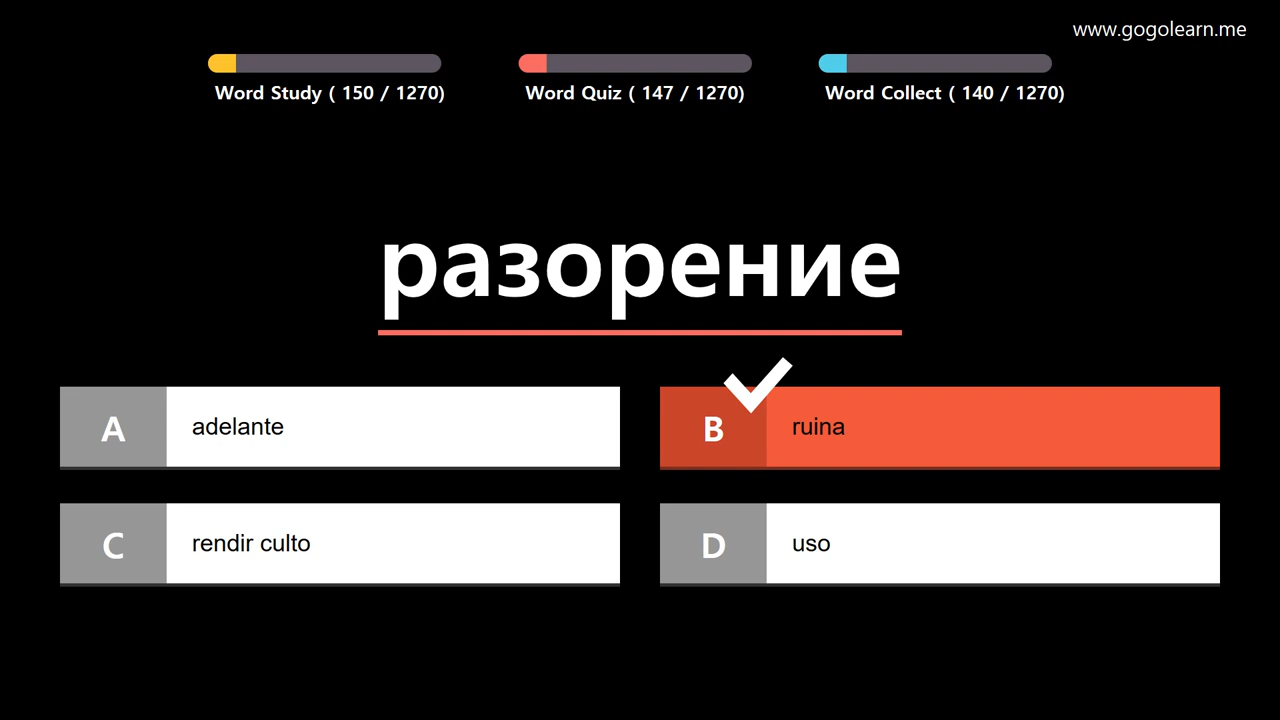 www.gogolearn.me
Word Study ( 150 / 1270)
Word Quiz ( 147 / 1270)
Word Collect ( 140 / 1270)
разорение
A adelante
B ruina
C rendir culto
D uso